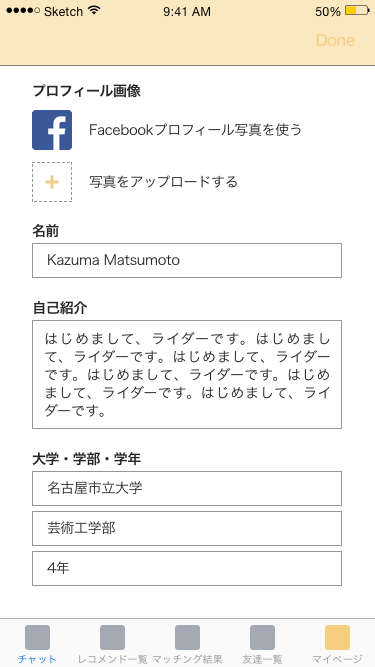 Sketch 9:41 AM 50%
Done
プロフィール画像
f
Facebookプロフィール写真を使う
+
写真をアップロードする
名前
Kazuma Matsumoto
自己紹介
はじめまして、ライダーです。はじめまし
て、ライダーです。はじめまして、ライダー
です。はじめまして、ライダーです。はじめ
まして、ライダーです。はじめまして、ライ
ダーです。
大学・学部・学年
名古屋市立大学
芸術工学部
4年
チャット レコメンド一覧 マッチング結果 友達一覧 マイページ